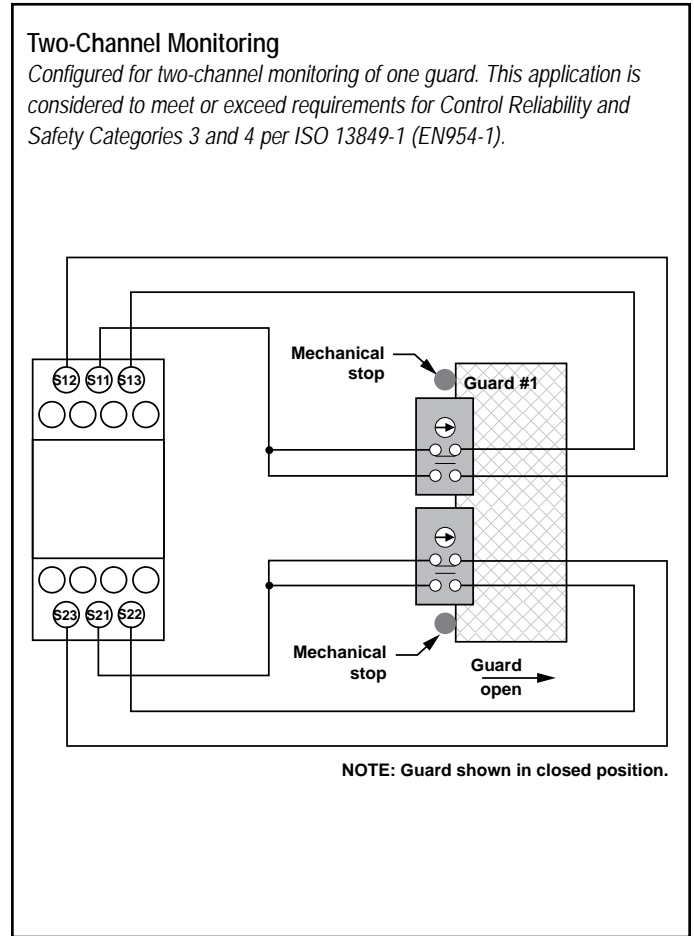 Two-Channel Monitoring
Configured for two-channel monitoring of one guard. This application is
considered to meet or exceed requirements for Control Reliability and
Safety Categories 3 and 4 per ISO 13849-1 (EN954-1).
Mechanical
stop
Guard #1
S12 S11 S13
S23 S21 S22
Mechanical
stop
Guard
open
NOTE: Guard shown in closed position.